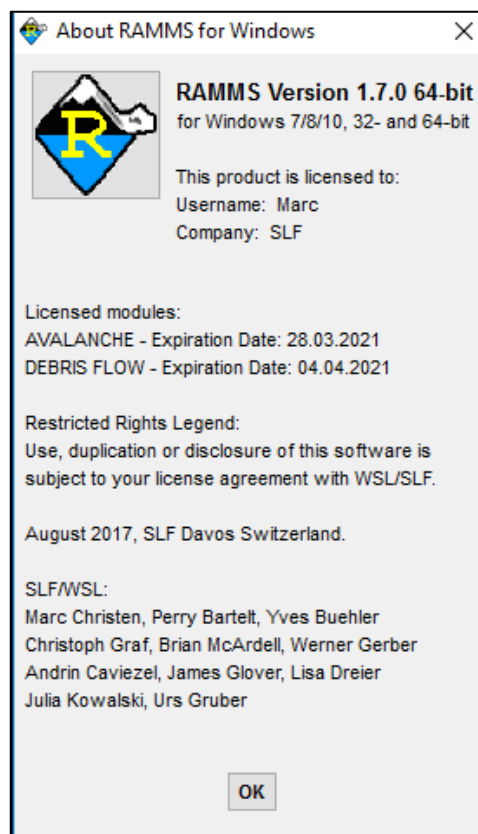 About RAMMS for Windows
R
RAMMS Version 1.7.0 64-bit
for Windows 7/8/10, 32- and 64-bit
This product is licensed to:
Username: Marc
Company: SLF
Licensed modules:
AVALANCHE - Expiration Date: 28.03.2021
DEBRIS FLOW - Expiration Date: 04.04.2021
Restricted Rights Legend:
Use, duplication or disclosure of this software is
subject to your license agreement with WSL/SLF.
August 2017, SLF Davos Switzerland.
SLF/WSL:
Marc Christen, Perry Bartelt, Yves Buehler
Christoph Graf, Brian McArdell, Werner Gerber
Andrin Caviezel, James Glover, Lisa Dreier
Julia Kowalski, Urs Gruber
OK